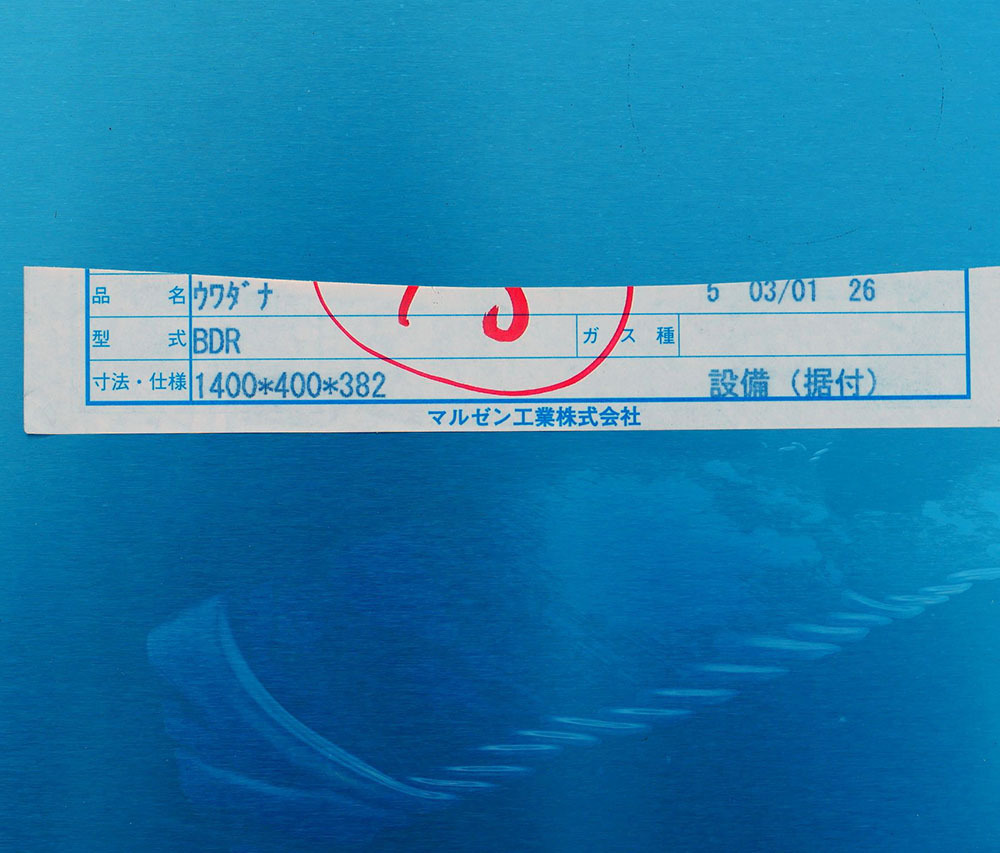 品 名 ウワダナ 5 03/01 26
型 式 BDR ガ ス 種
寸法・仕様 1400*400*382 設備（据付）
マルゼン工業株式会社